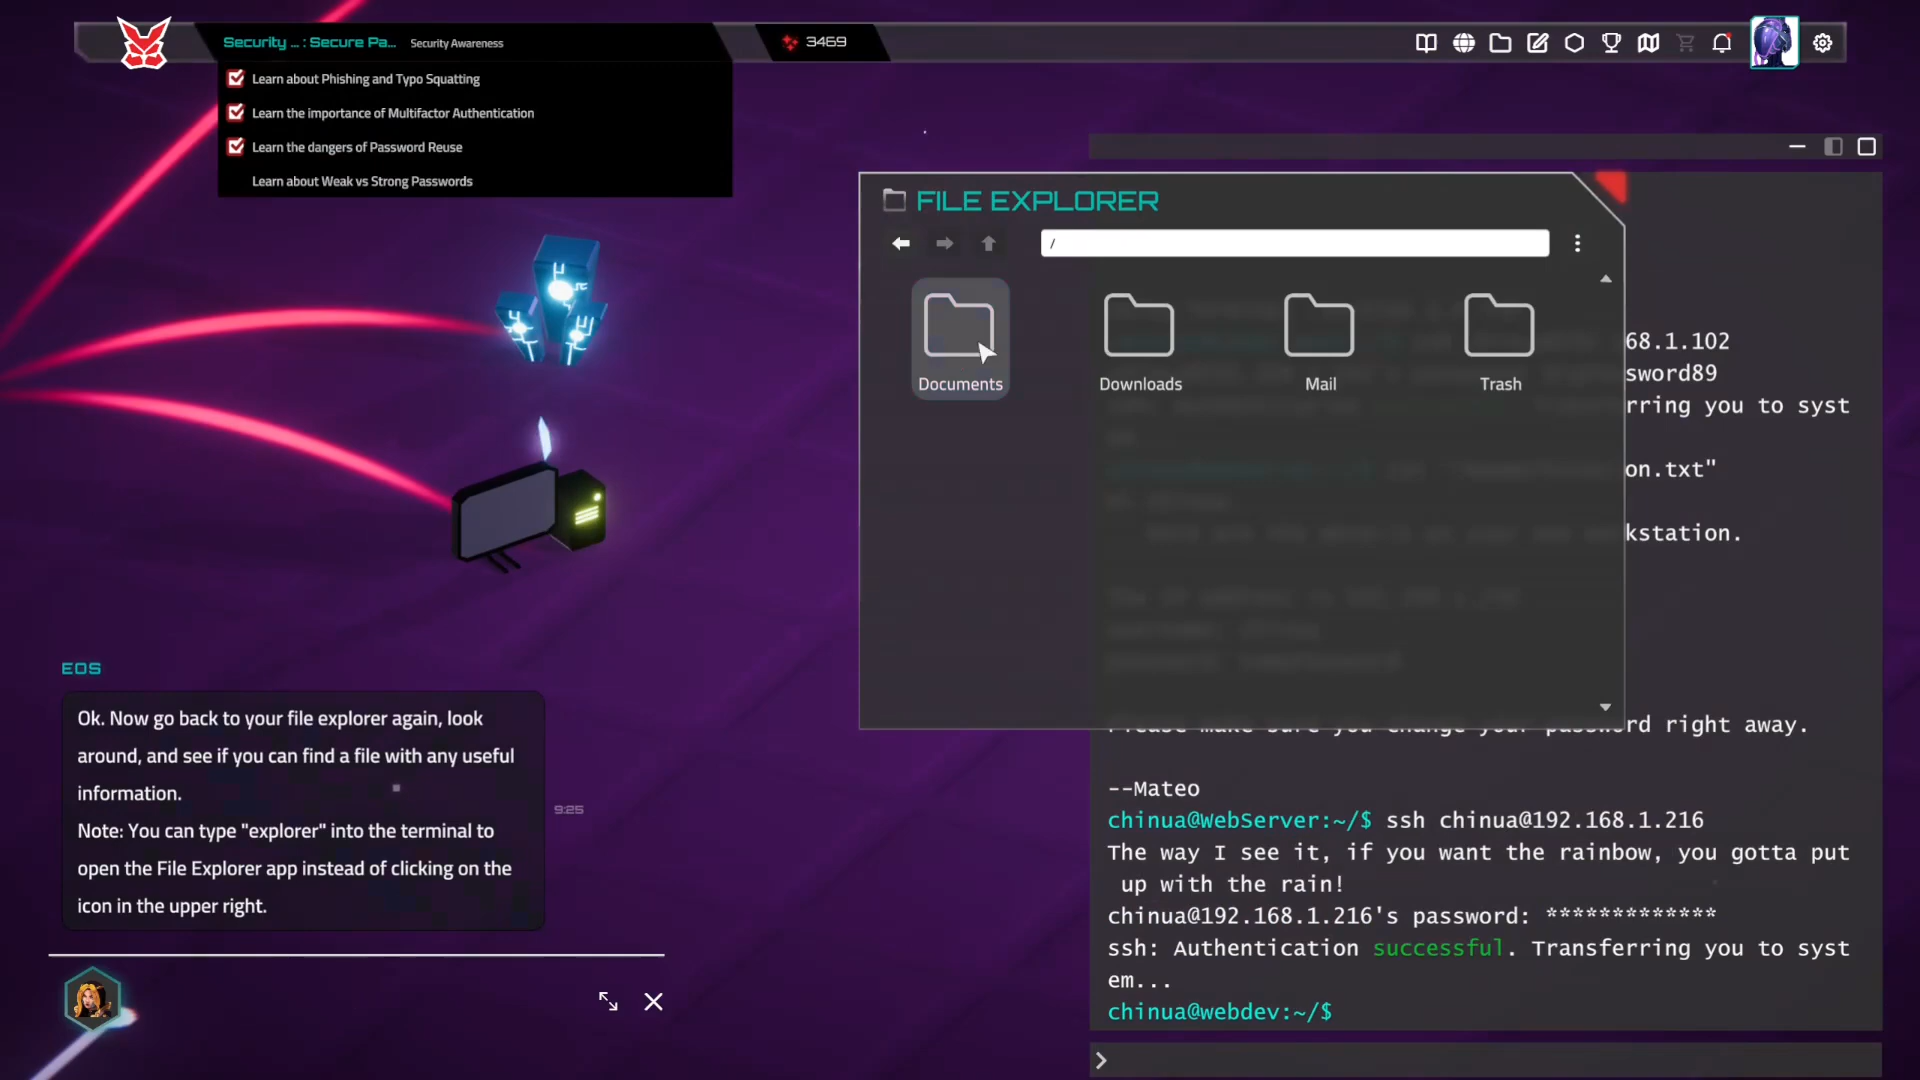 Security ...: Secure Pa... Security Awareness
3469
Learn about Phishing and Typo Squatting
Learn the importance of Multifactor Authentication
Learn the dangers of Password Reuse
Learn about Weak vs Strong Passwords
FILE EXPLORER
/
Documents
Downloads
Mail
Trash
68.1.102
sword89
rring you to syst
on.txt"
kstation.
rd right away.
--Mateo
chinua@WebServer:~/$ ssh chinua@192.168.1.216
The way I see it, if you want the rainbow, you gotta put
up with the rain!
chinua@192.168.1.216's password: *************
ssh: Authentication successful. Transferring you to syst
em...
chinua@webdev:~/$
>
EOS
Ok. Now go back to your file explorer again, look
around, and see if you can find a file with any useful
information.
Note: You can type "explorer" into the terminal to
open the File Explorer app instead of clicking on the
icon in the upper right.
9:25